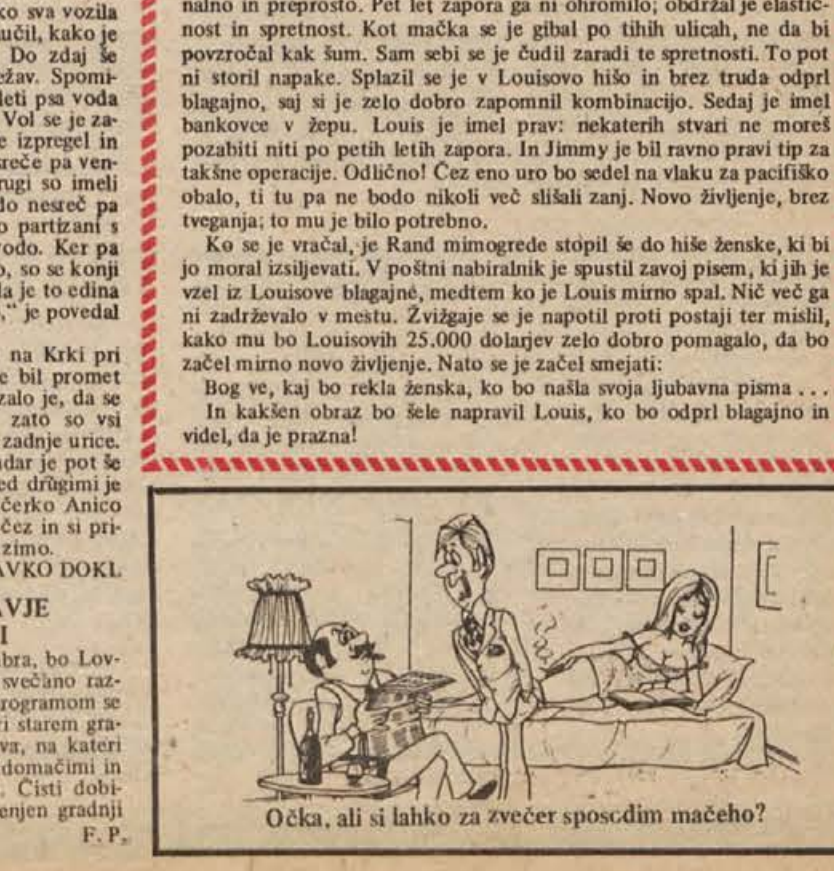 ko sva vozila
učil, kako je
Do zdaj še
ežav. Spomi-
leti psa voda
Vol se je za-
e izpregel in
sreče pa ven-
rugi so imeli
do nesreč pa
o partizani s
vodo. Ker pa
o, so se konji
la je to edina
,“ je povedal
na Krki pri
e bil promet
zalo je, da se
zato so vsi
zadnje urice.
dar je pot še
ed drugimi je
čerko Anico
čez in si pri-
zimo.
AVKO DOKL
AVJE
I
bra, bo Lov-
svečano raz-
rogramom se
ri starem gra-
va, na kateri
domačimi in
. Čisti dobi-
enjen gradnji
F. P.
nalno in preprosto. Pet let zapora ga ni ohromilo; obdržal je elastič-
nost in spretnost. Kot mačka se je gibal po tihih ulicah, ne da bi
povzročal kak šum. Sam sebi se je čudil zaradi te spretnosti. To pot
ni storil napake. Splazil se je v Louisovo hišo in brez truda odprl
blagajno, saj si je zelo dobro zapomnil kombinacijo. Sedaj je imel
bankovce v žepu. Louis je imel prav: nekaterih stvari ne moreš
pozabiti niti po petih letih zapora. In Jimmy je bil ravno pravi tip za
takšne operacije. Odlično! Čez eno uro bo sedel na vlaku za pacifiško
obalo, ti tu pa ne bodo nikoli več slišali zanj. Novo življenje, brez
tveganja; to mu je bilo potrebno.
Ko se je vračal, je Rand mimogrede stopil še do hiše ženske, ki bi
jo moral izsiljevati. V poštni nabiralnik je spustil zavoj pisem, ki jih je
vzel iz Louisove blagajne, medtem ko je Louis mirno spal. Nič več ga
ni zadrževalo v mestu. Žvižgaje se je napotil proti postaji ter mislil,
kako mu bo Louisovih 25.000 dolarjev zelo dobro pomagalo, da bo
začel mirno novo življenje. Nato se je začel smejati:
Bog ve, kaj bo rekla ženska, ko bo našla svoja ljubavna pisma . . .
In kakšen obraz bo šele napravil Louis, ko bo odprl blagajno in
videl, da je prazna!
Očka, ali si lahko za zvečer sposodim mačeho?